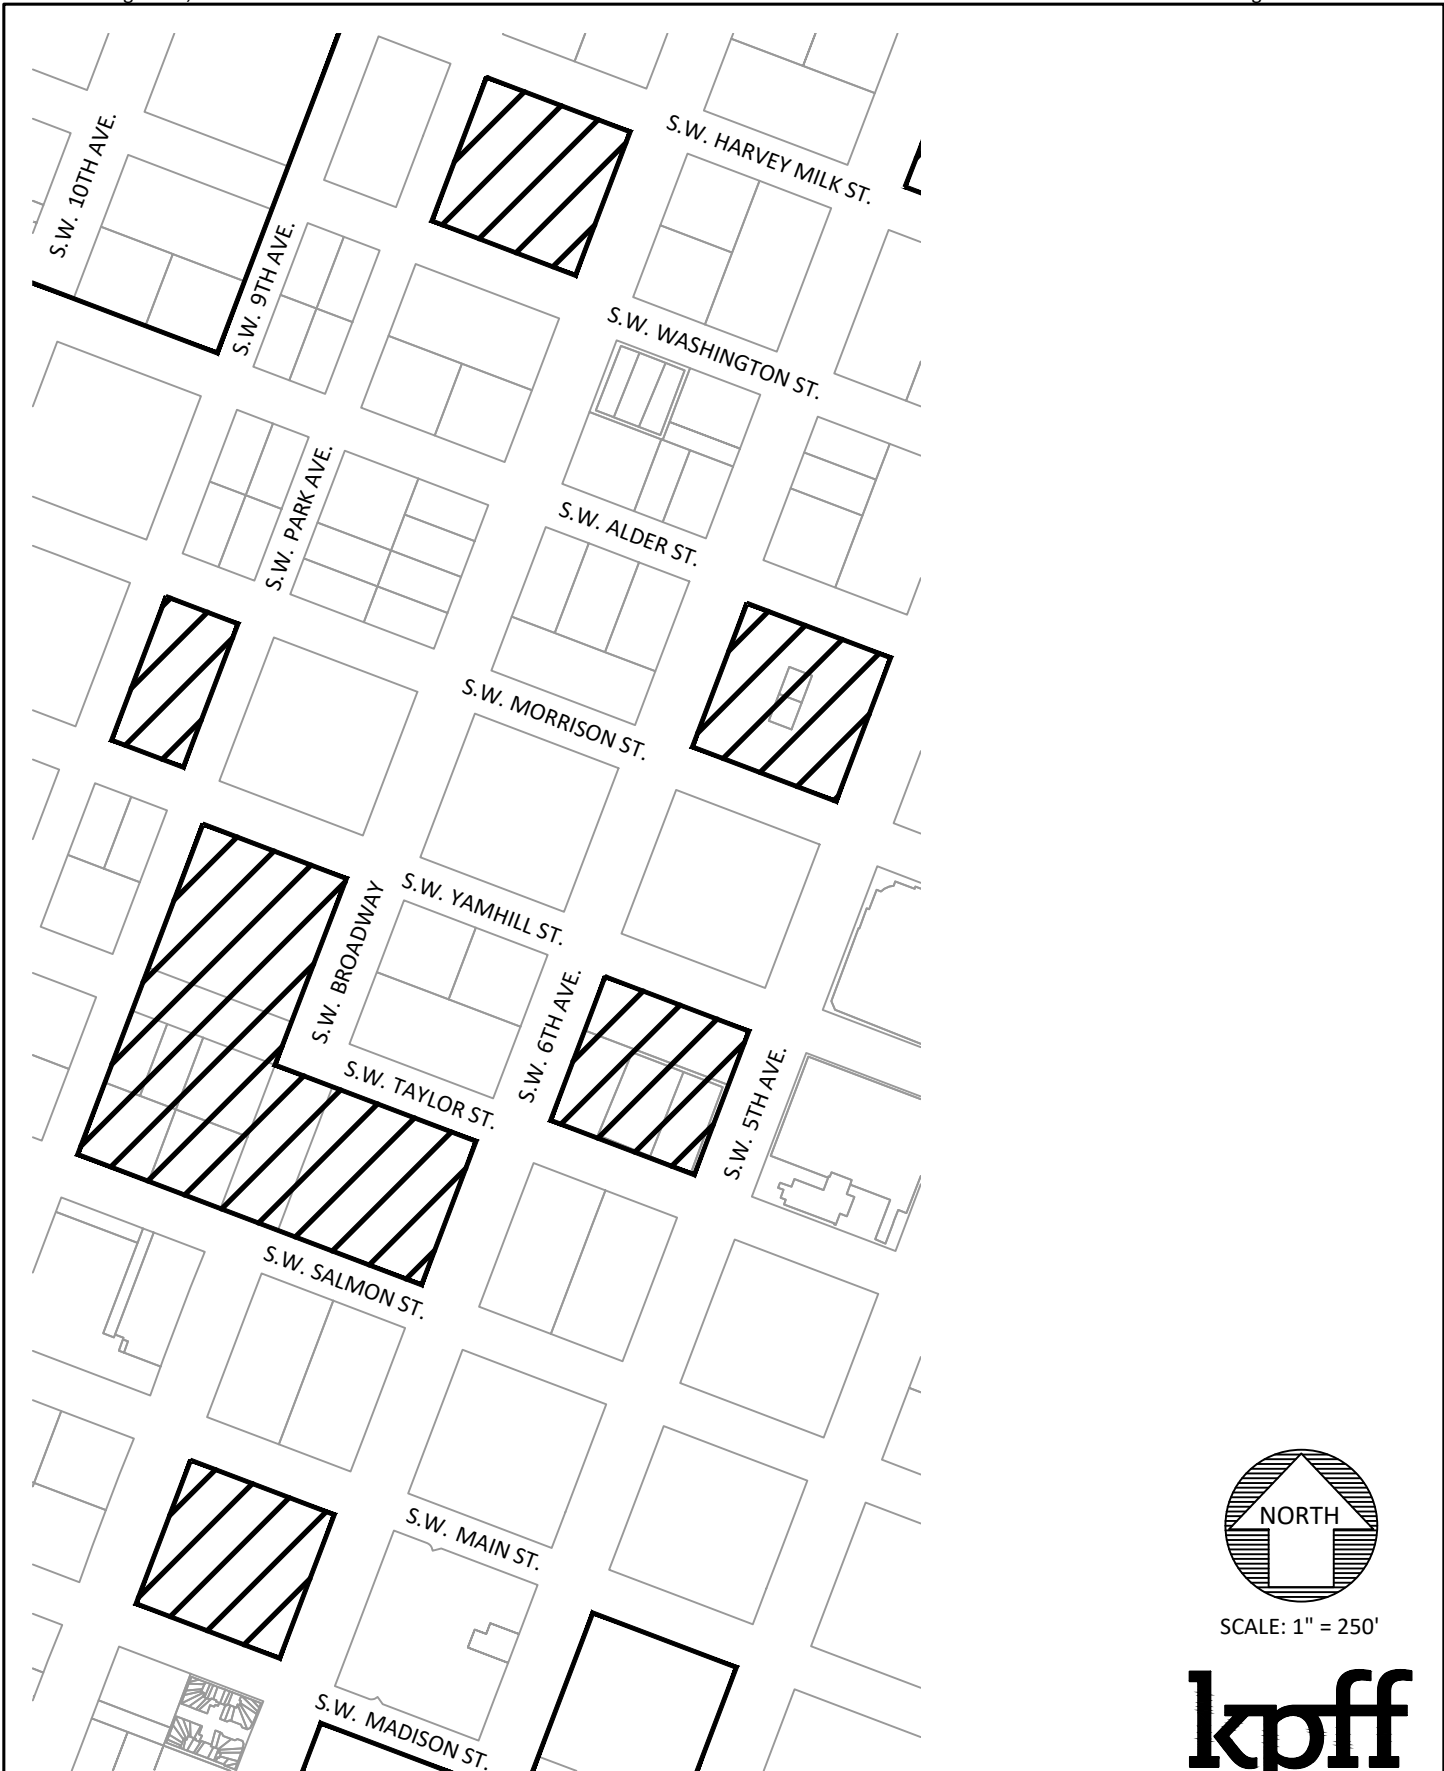 S.W. HARVEY MILK ST.
S.W. 10TH AVE.
S.W. 9TH AVE.
S.W. WASHINGTON ST.
S.W. PARK AVE.
S.W. ALDER ST.
S.W. MORRISON ST.
S.W. YAMHILL ST.
S.W. BROADWAY
S.W. 6TH AVE.
S.W. TAYLOR ST.
S.W. 5TH AVE.
S.W. SALMON ST.
S.W. MAIN ST.
NORTH
SCALE: 1" = 250'
S.W. MADISON ST.
kpff